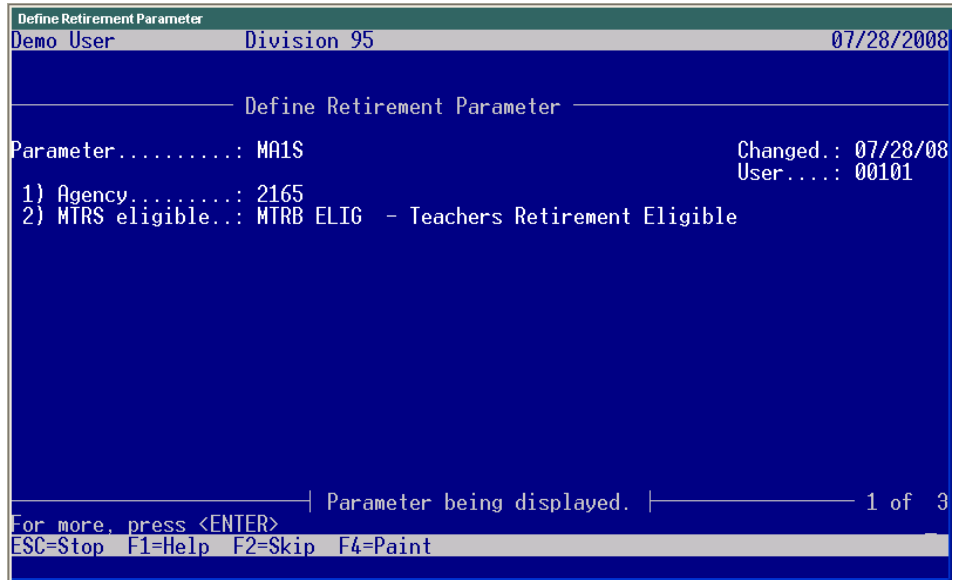 Define Retirement Parameter
Demo User Division 95 07/28/2008
Define Retirement Parameter
Parameter..........: MA1S Changed.: 07/28/08
User....: 00101
1) Agency.........: 2165
2) MTRS eligible..: MTRB ELIG - Teachers Retirement Eligible
Parameter being displayed. 1 of 3
For more, press <ENTER>
ESC=Stop F1=Help F2=Skip F4=Paint